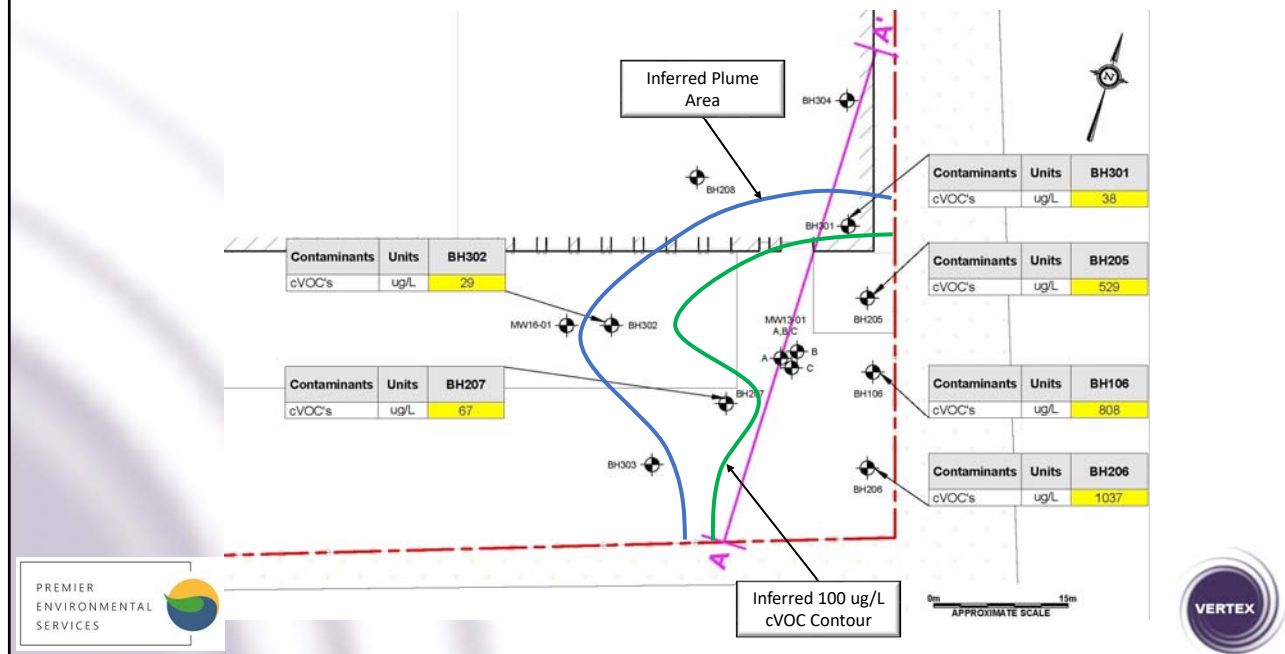 Inferred Plume
Area
A'
N
BH304
BH208
BH301
Contaminants Units BH301
cVOC's ug/L 38
Contaminants Units BH302
cVOC's ug/L 29
Contaminants Units BH205
cVOC's ug/L 529
MW16-01
BH302
BH205
MW13-01
A,B,C
A
B
C
Contaminants Units BH207
cVOC's ug/L 67
BH207
BH106
Contaminants Units BH106
cVOC's ug/L 808
BH303
BH206
Contaminants Units BH206
cVOC's ug/L 1037
A
Inferred 100 ug/L
cVOC Contour
0m 15m
APPROXIMATE SCALE
PREMIER
ENVIRONMENTAL
SERVICES
VERTEX